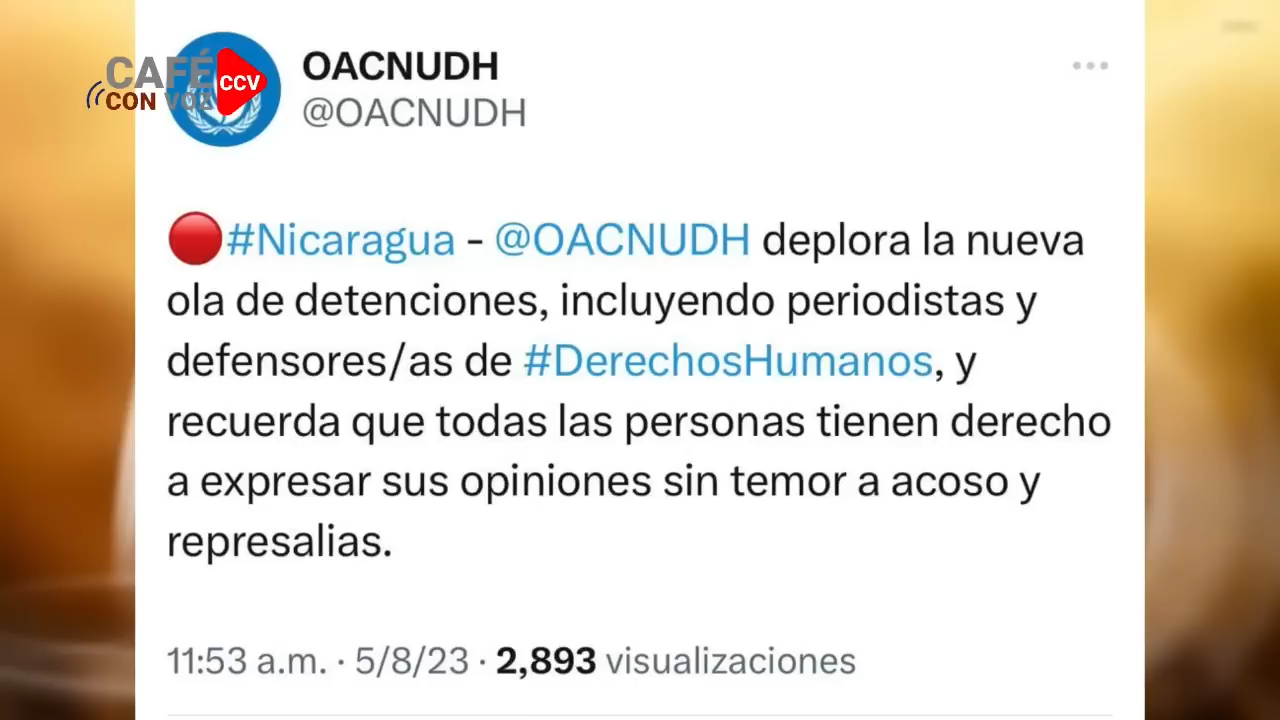 CAFÉ
CON VOZ
CCV
OACNUDH
@OACNUDH
#Nicaragua - @OACNUDH deplora la nueva
ola de detenciones, incluyendo periodistas y
defensores/as de #DerechosHumanos, y
recuerda que todas las personas tienen derecho
a expresar sus opiniones sin temor a acoso y
represalias.
11:53 a.m. · 5/8/23 · 2,893 visualizaciones